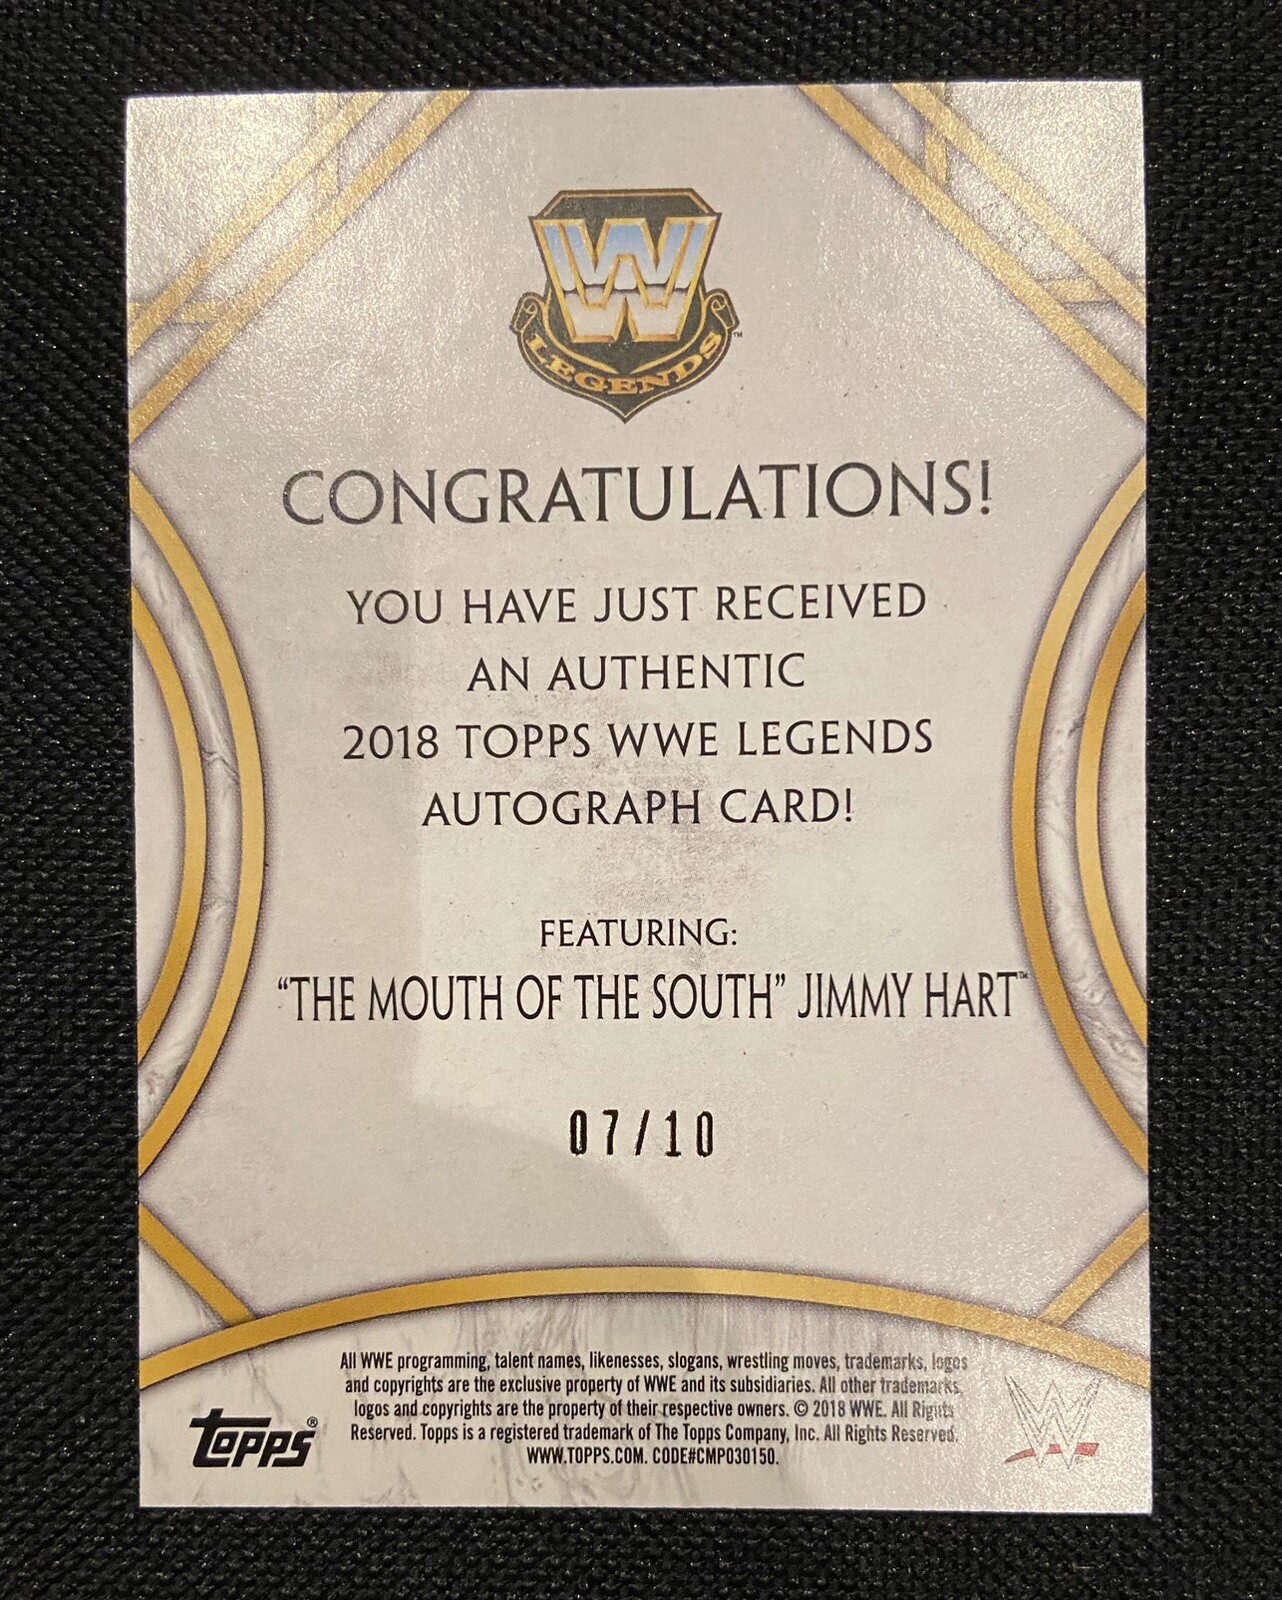 W
LEGENDS™
CONGRATULATIONS!
YOU HAVE JUST RECEIVED
AN AUTHENTIC
2018 TOPPS WWE LEGENDS
AUTOGRAPH CARD!
FEATURING:
“THE MOUTH OF THE SOUTH” JIMMY HART™
07/10
All WWE programming, talent names, likenesses, slogans, wrestling moves, trademarks, logos
and copyrights are the exclusive property of WWE and its subsidiaries. All other trademarks,
logos and copyrights are the property of their respective owners. © 2018 WWE. All Rights
Reserved. Topps is a registered trademark of The Topps Company, Inc. All Rights Reserved.
WWW.TOPPS.COM. CODE#CMP030150.
topps®
W